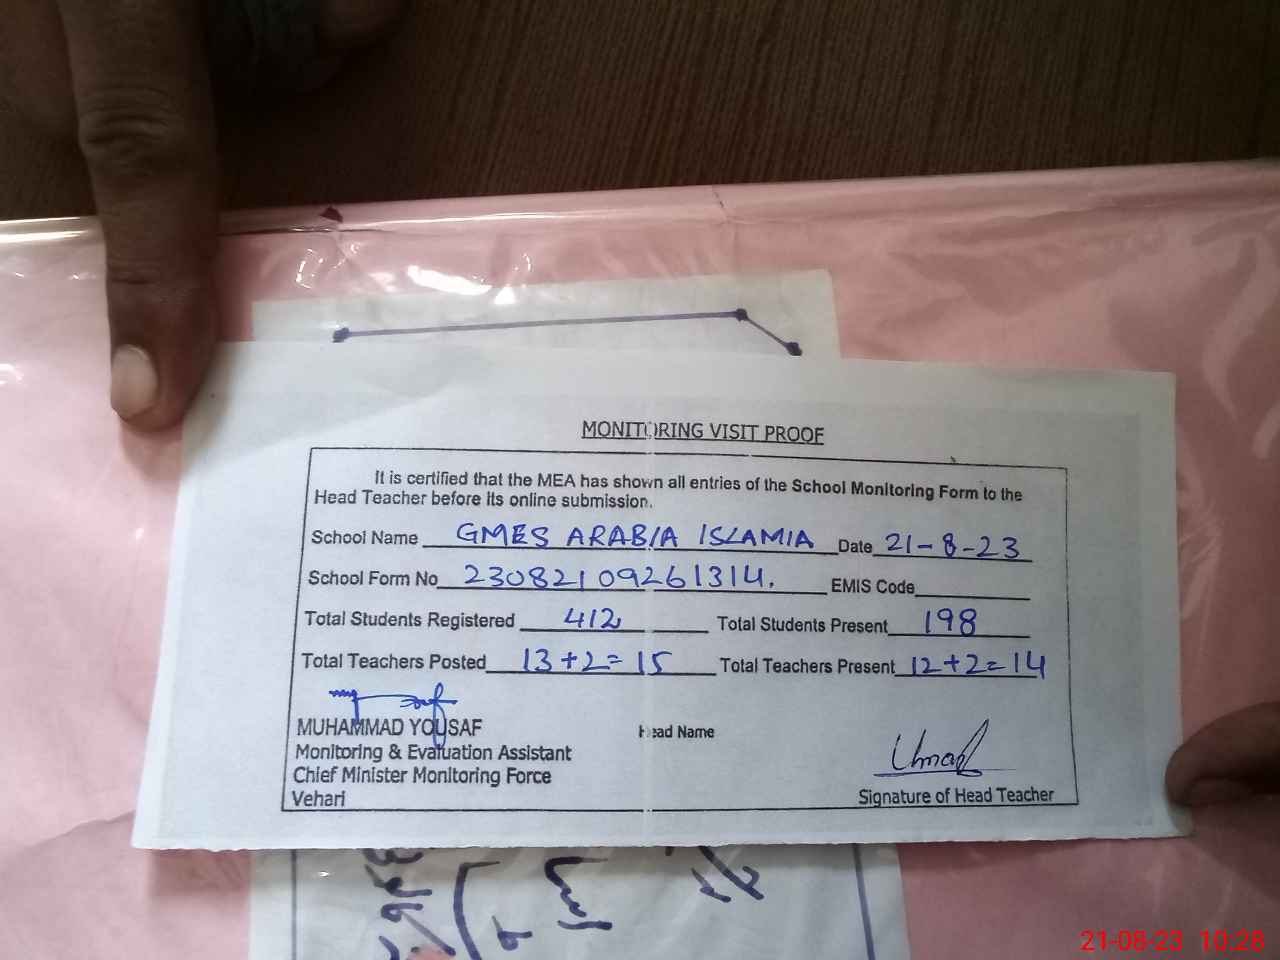 MONITORING VISIT PROOF
It is certified that the MEA has shown all entries of the School Monitoring Form to the
Head Teacher before its online submission.
School Name GMES ARABIA ISLAMIA Date 21-8-23
School Form No 230821 09261314. EMIS Code
Total Students Registered 412 Total Students Present 198
Total Teachers Posted 13+2=15 Total Teachers Present 12+2=14
MUHAMMAD YOUSAF Head Name
Monitoring & Evaluation Assistant
Chief Minister Monitoring Force
Vehari Signature of Head Teacher
21-08-23 10:28